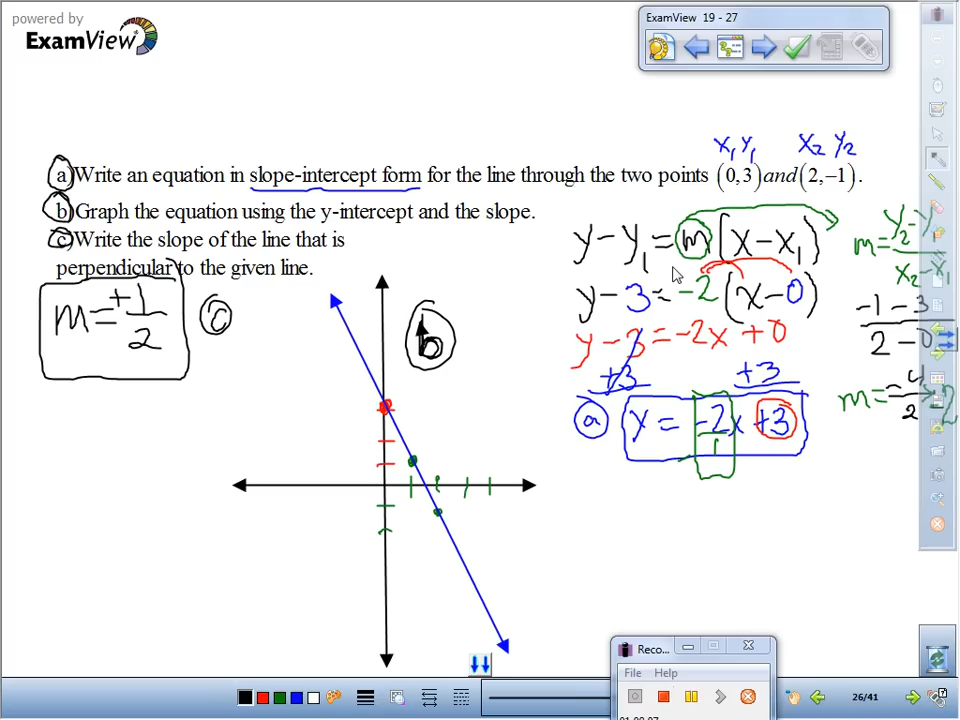 powered by
ExamView
ExamView 19 - 27
x₁ y₁ x₂ y₂
a) Write an equation in slope-intercept form for the line through the two points (0,3) and (2,−1).
b) Graph the equation using the y-intercept and the slope.
c) Write the slope of the line that is
perpendicular to the given line.
m = +1/2
c
b
y − y₁ = m(x − x₁)
y − 3 = −2(x − 0)
y − 3 = −2x + 0
+3 +3
a y = −2x +3
1
m = y₂ − y₁
x₂ − x₁
−1 − 3
2 − 0
m = −4/2
Reco...
File Help
26/41